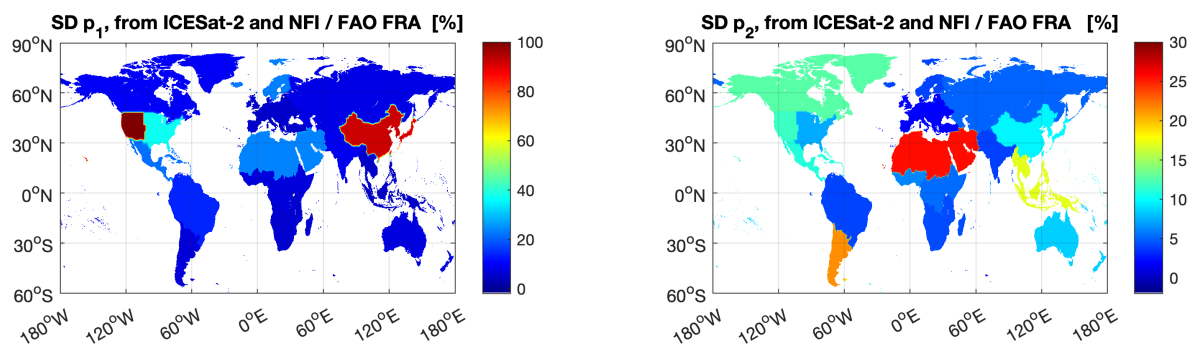 SD p1, from ICESat-2 and NFI / FAO FRA [%]
90°N
60°N
30°N
0°N
30°S
60°S
180°W
120°W
60°W
0°E
60°E
120°E
180°E
100
80
60
40
20
0
SD p2, from ICESat-2 and NFI / FAO FRA [%]
90°N
60°N
30°N
0°N
30°S
60°S
180°W
120°W
60°W
0°E
60°E
120°E
180°E
30
25
20
15
10
5
0